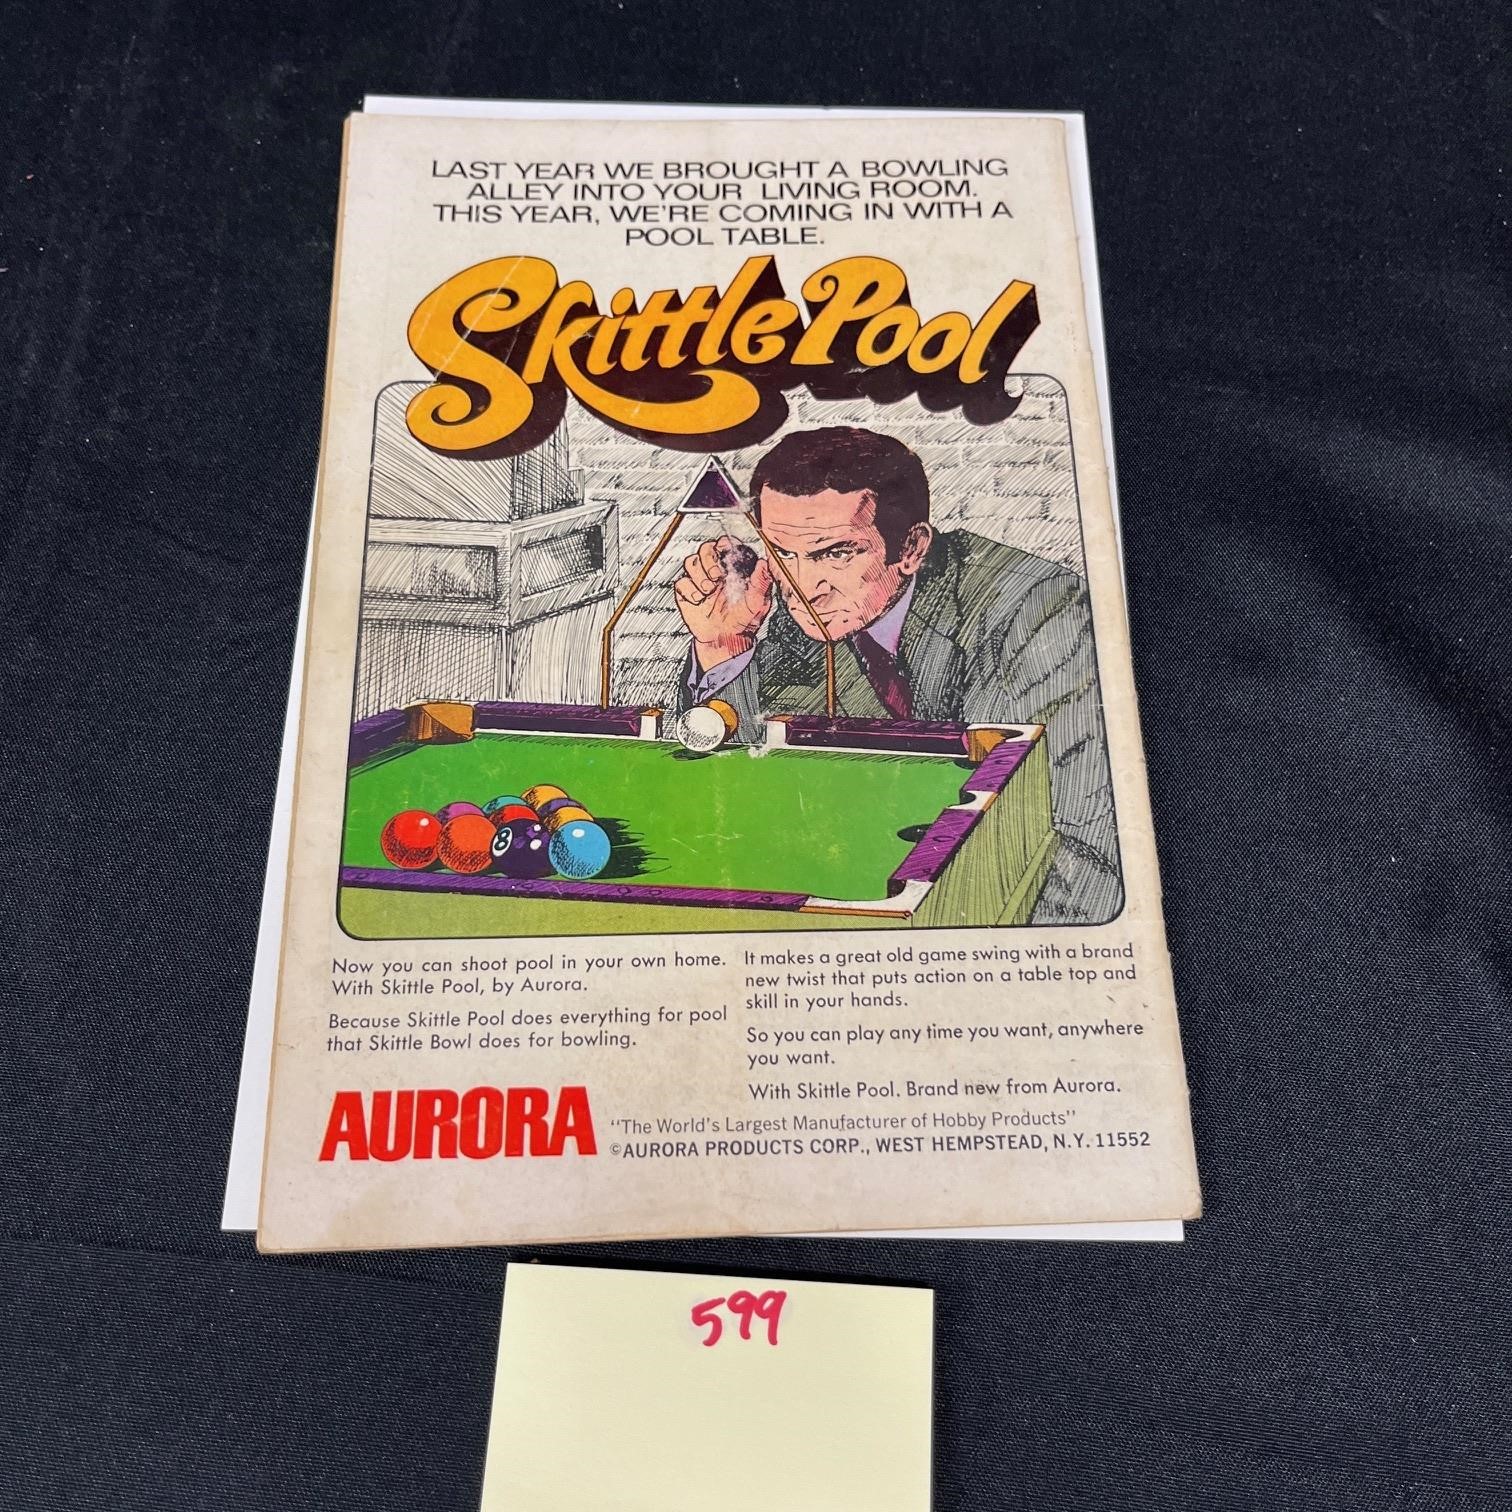 LAST YEAR WE BROUGHT A BOWLING
ALLEY INTO YOUR LIVING ROOM.
THIS YEAR, WE'RE COMING IN WITH A
POOL TABLE.
Skittle Pool
8
Now you can shoot pool in your own home.
With Skittle Pool, by Aurora.
Because Skittle Pool does everything for pool
that Skittle Bowl does for bowling.
It makes a great old game swing with a brand
new twist that puts action on a table top and
skill in your hands.
So you can play any time you want, anywhere
you want.
With Skittle Pool. Brand new from Aurora.
AURORA
"The World's Largest Manufacturer of Hobby Products"
©AURORA PRODUCTS CORP., WEST HEMPSTEAD, N.Y. 11552
599